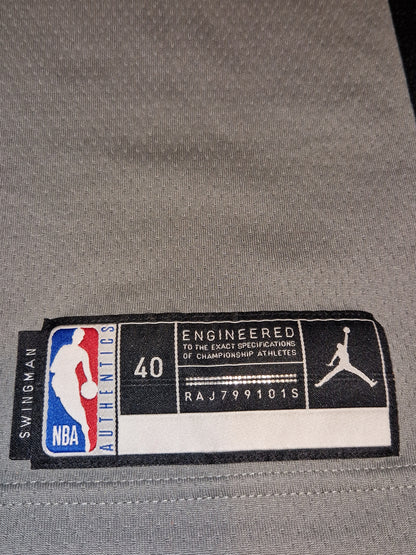 SWINGMAN
NBA
AUTHENTICS
40
ENGINEERED
TO THE EXACT SPECIFICATIONS
OF CHAMPIONSHIP ATHLETES
RAJ799101S